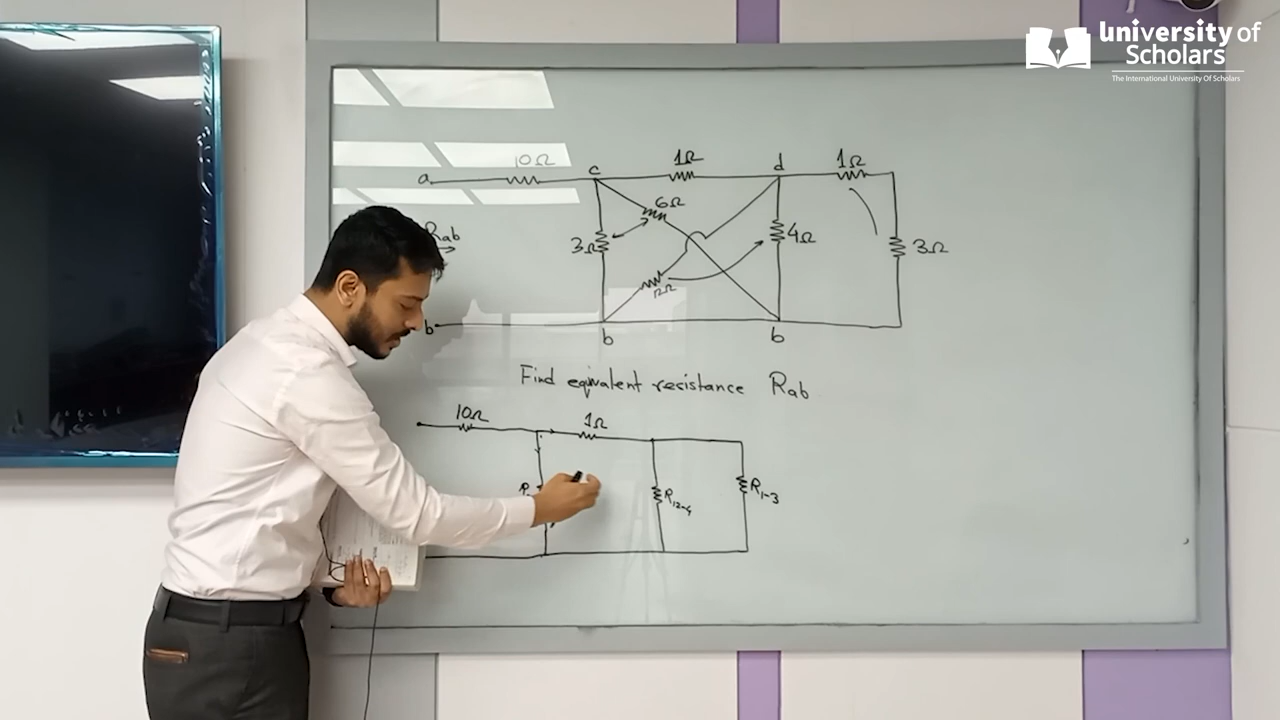 University of
Scholars
The International University Of Scholars
10Ω
c
1Ω
d
1Ω
a
6Ω
Rab
3Ω
4Ω
3Ω
12Ω
b
b
b
Find equivalent resistance Rab
10Ω
1Ω
R12-4
R1-3